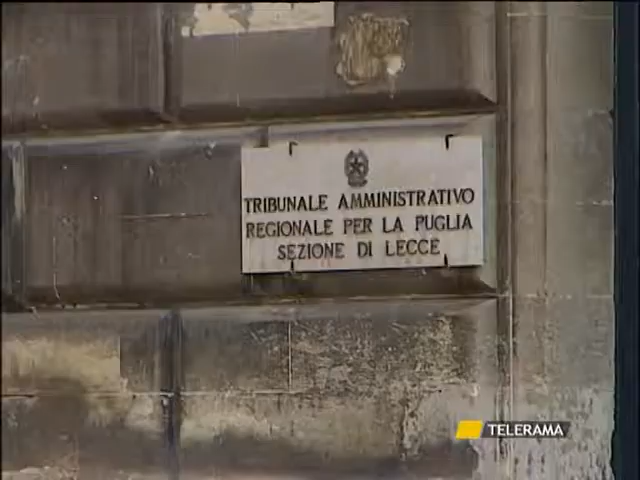 TRIBUNALE AMMINISTRATIVO
REGIONALE PER LA PUGLIA
SEZIONE DI LECCE
TELERAMA